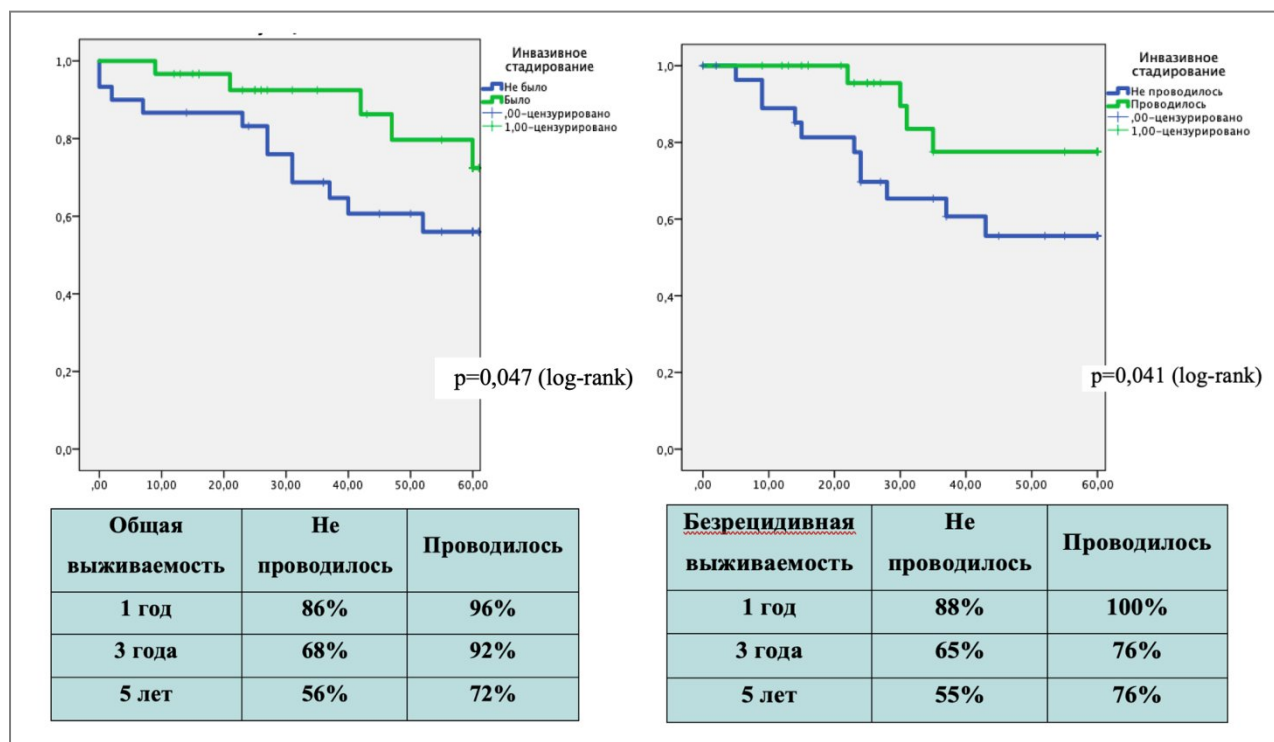 Инвазивное
стадирование
Не было
Было
,00-цензурировано
1,00-цензурировано
1,0
0,8
0,6
0,4
0,2
0,0
p=0,047 (log-rank)
,00 10,00 20,00 30,00 40,00 50,00 60,00
Инвазивное
стадирование
Не проводилось
Проводилось
,00-цензурировано
1,00-цензурировано
1,0
0,8
0,6
0,4
0,2
0,0
p=0,041 (log-rank)
,00 10,00 20,00 30,00 40,00 50,00 60,00
Общая выживаемость Не проводилось Проводилось
1 год 86% 96%
3 года 68% 92%
5 лет 56% 72%
Безрецидивная выживаемость Не проводилось Проводилось
1 год 88% 100%
3 года 65% 76%
5 лет 55% 76%